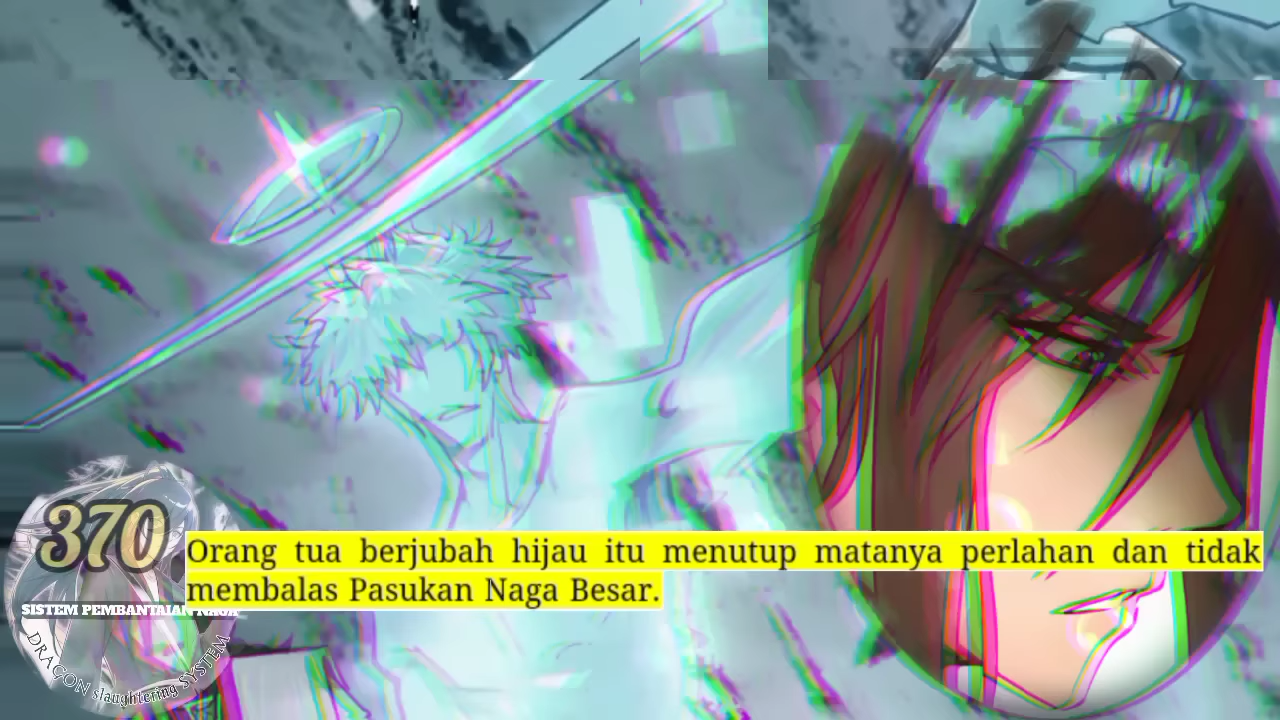 370
Orang tua berjubah hijau itu menutup matanya perlahan dan tidak
membalas Pasukan Naga Besar.
SISTEM PEMBANTAIAN NAGA
DRAGON slaughtering SYSTEM